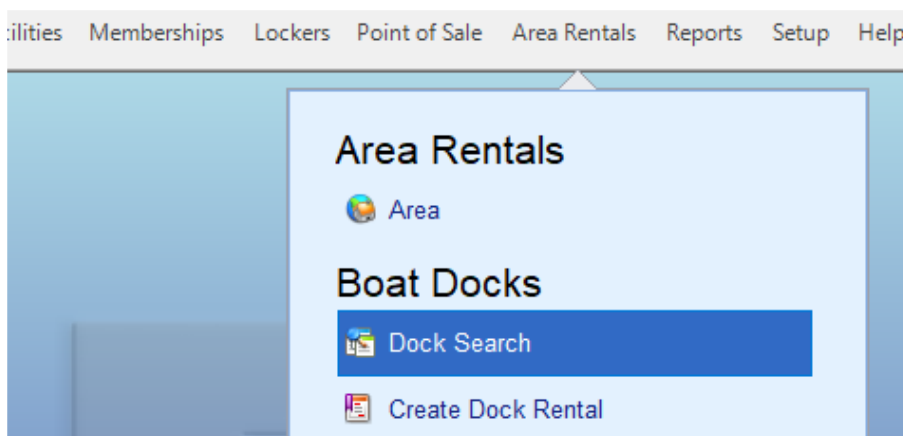 ilities Memberships Lockers Point of Sale Area Rentals Reports Setup Help
Area Rentals
Area
Boat Docks
Dock Search
Create Dock Rental